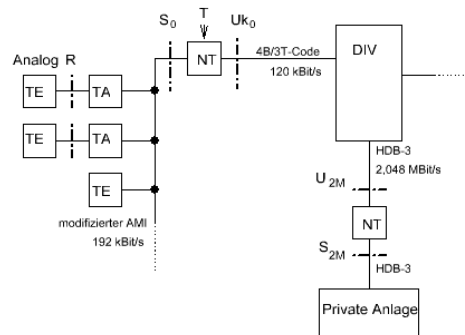 T
S0
Uk0
NT
4B/3T-Code
120 kBit/s
DIV
Analog R
TE
TA
TE
TA
TE
modifizierter AMI
192 kBit/s
HDB-3
2,048 MBit/s
U2M
NT
S2M
HDB-3
Private Anlage